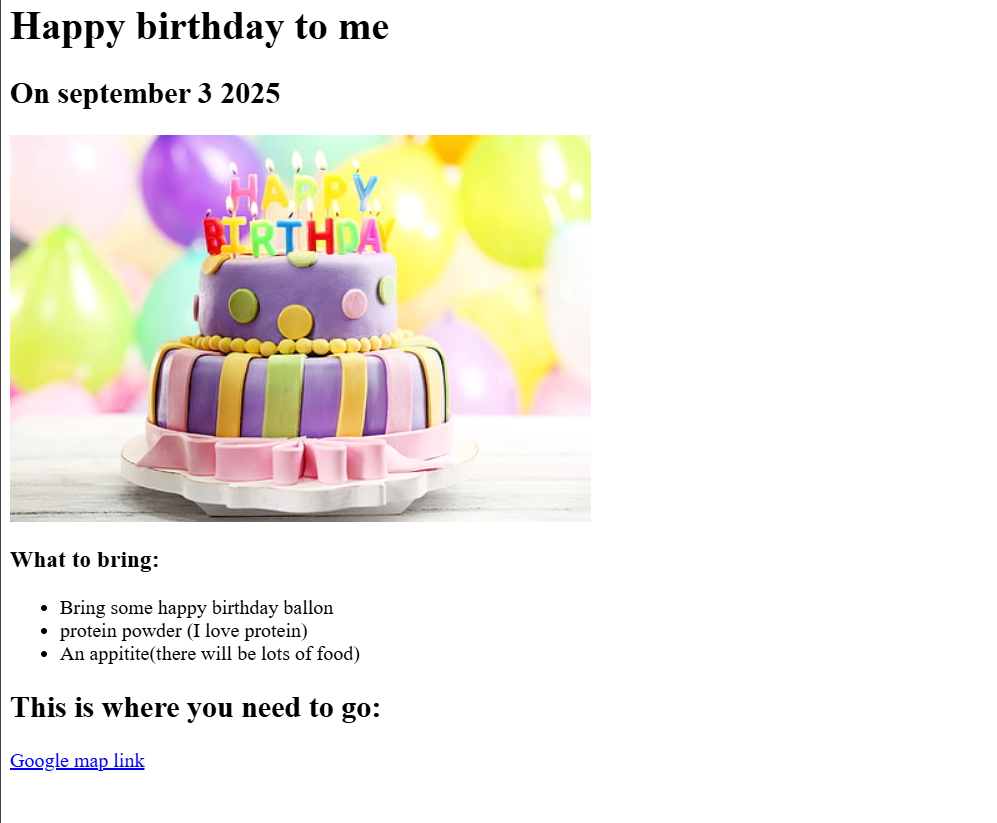 Happy birthday to me
On september 3 2025
HAPPY
BIRTHDAY
What to bring:
Bring some happy birthday ballon
protein powder (I love protein)
An appitite(there will be lots of food)
This is where you need to go:
Google map link